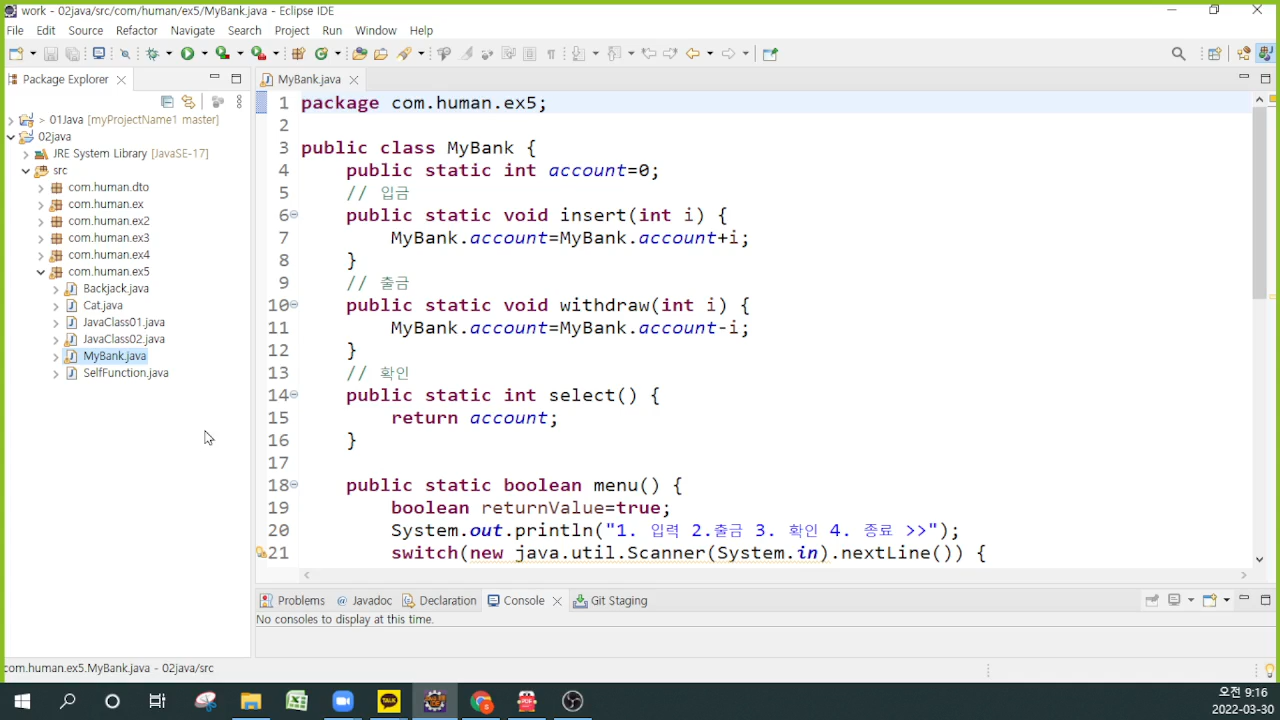 work - 02java/src/com/human/ex5/MyBank.java - Eclipse IDE
File Edit Source Refactor Navigate Search Project Run Window Help
Package Explorer
MyBank.java
> 01Java [myProjectName1 master]
02java
JRE System Library [JavaSE-17]
src
com.human.dto
com.human.ex
com.human.ex2
com.human.ex3
com.human.ex4
com.human.ex5
Backjack.java
Cat.java
JavaClass01.java
JavaClass02.java
MyBank.java
SelfFunction.java
1 package com.human.ex5;
2
3 public class MyBank {
4 public static int account=0;
5 // 입금
6 public static void insert(int i) {
7 MyBank.account=MyBank.account+i;
8 }
9 // 출금
10 public static void withdraw(int i) {
11 MyBank.account=MyBank.account-i;
12 }
13 // 확인
14 public static int select() {
15 return account;
16 }
17
18 public static boolean menu() {
19 boolean returnValue=true;
20 System.out.println("1. 입력 2.출금 3. 확인 4. 종료 >>");
21 switch(new java.util.Scanner(System.in).nextLine()) {
Problems @ Javadoc Declaration Console Git Staging
No consoles to display at this time.
com.human.ex5.MyBank.java - 02java/src
TALK
PDF
오전 9:16
2022-03-30